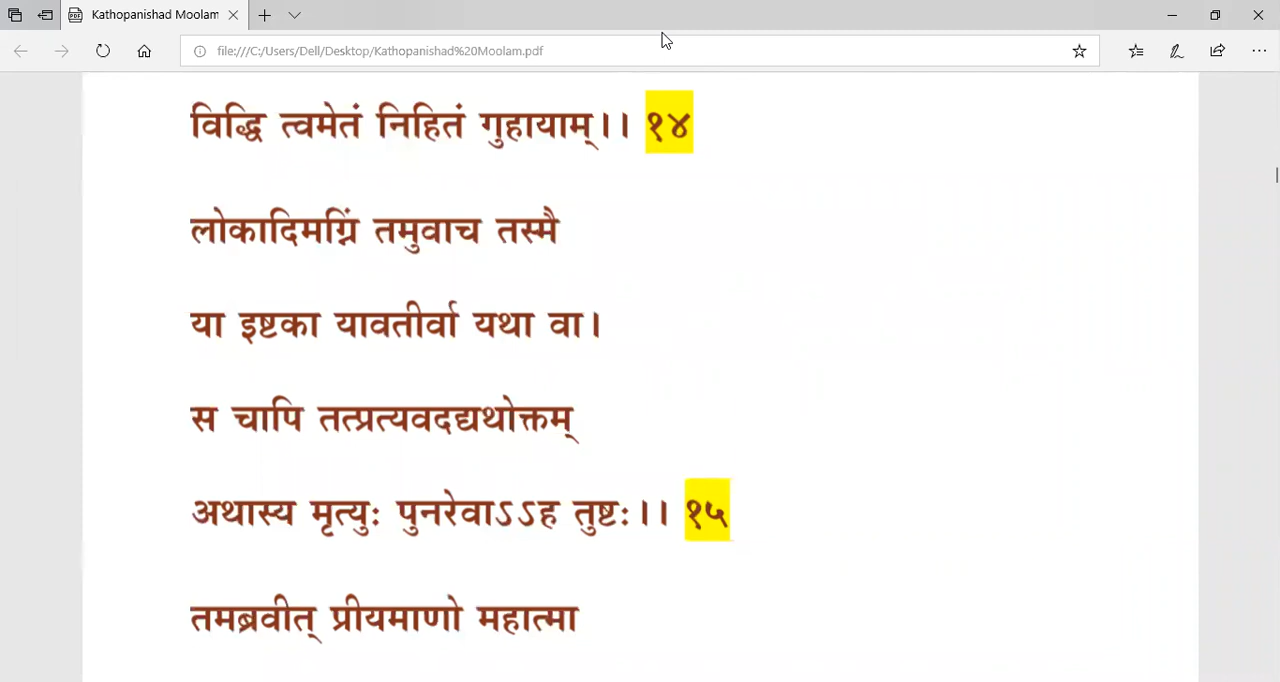 Kathopanishad Moolam
file:///C:/Users/Dell/Desktop/Kathopanishad%20Moolam.pdf
विद्धि त्वमेतं निहितं गुहायाम्।। १४
लोकादिमग्निं तमुवाच तस्मै
या इष्टका यावतीर्वा यथा वा।
स चापि तत्प्रत्यवदद्यथोक्तम्
अथास्य मृत्युः पुनरेवाऽऽह तुष्टः।। १५
तमब्रवीत् प्रीयमाणो महात्मा